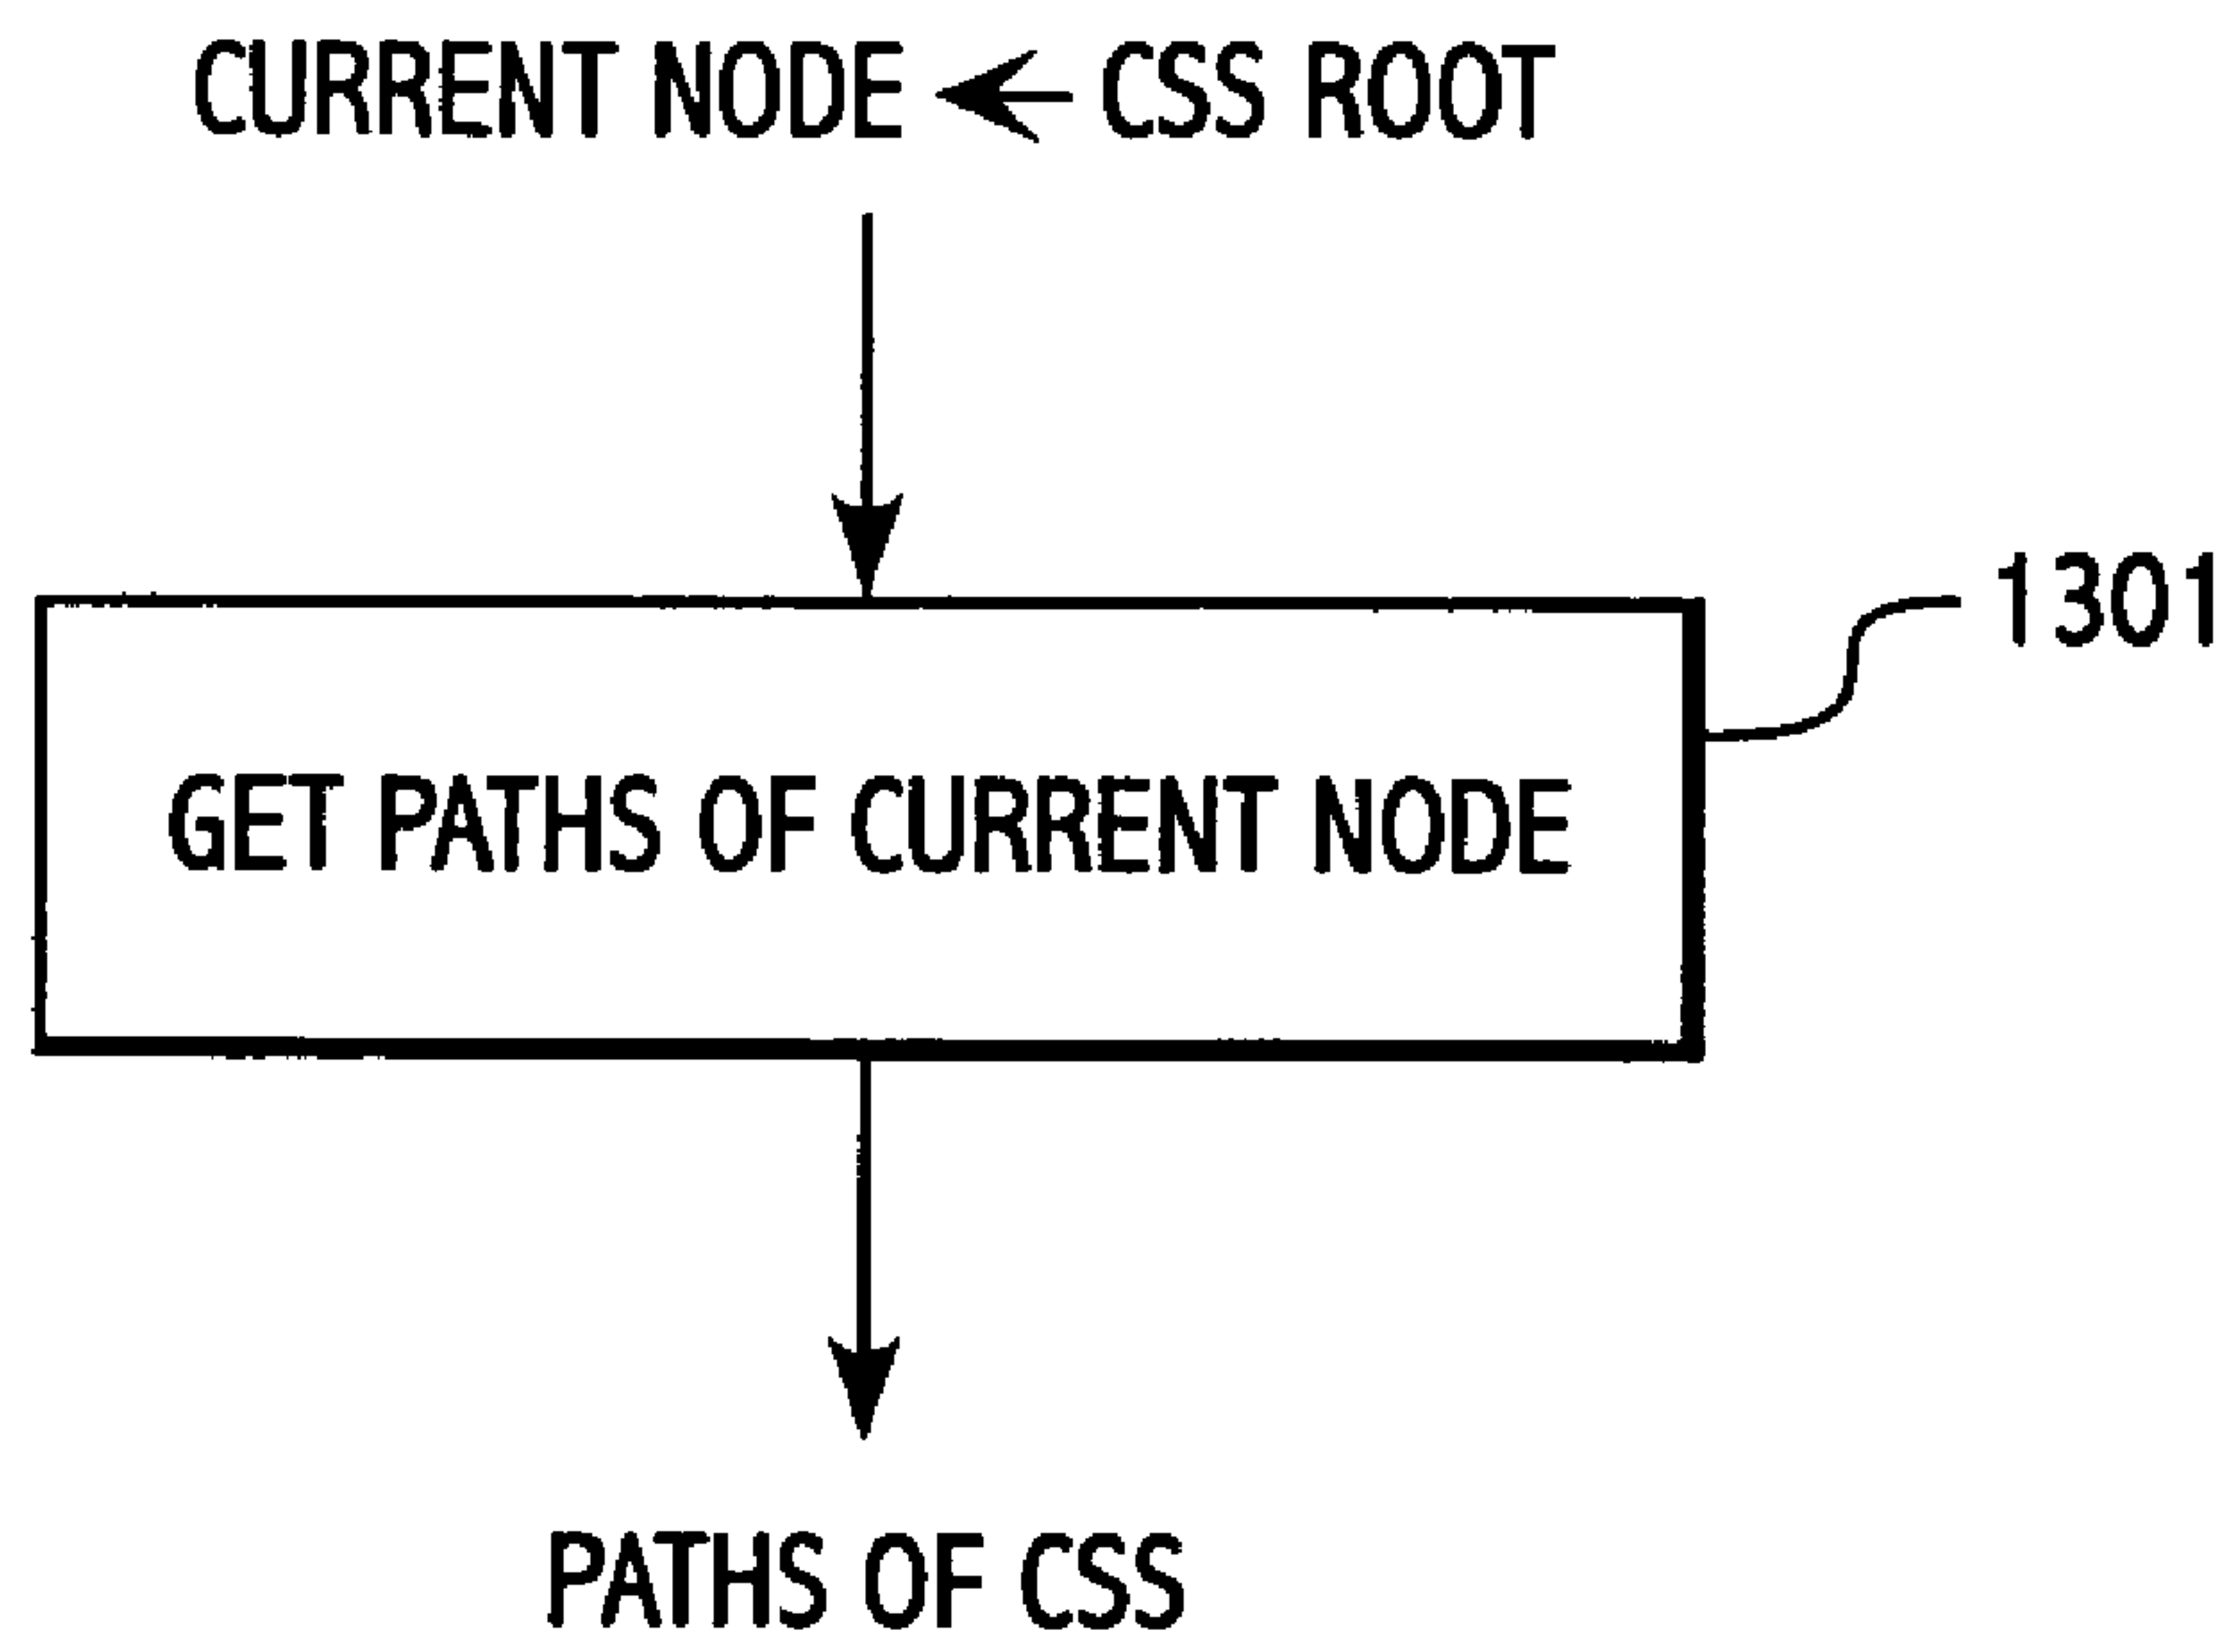 CURRENT NODE ← CSS ROOT
1301
GET PATHS OF CURRENT NODE
PATHS OF CSS